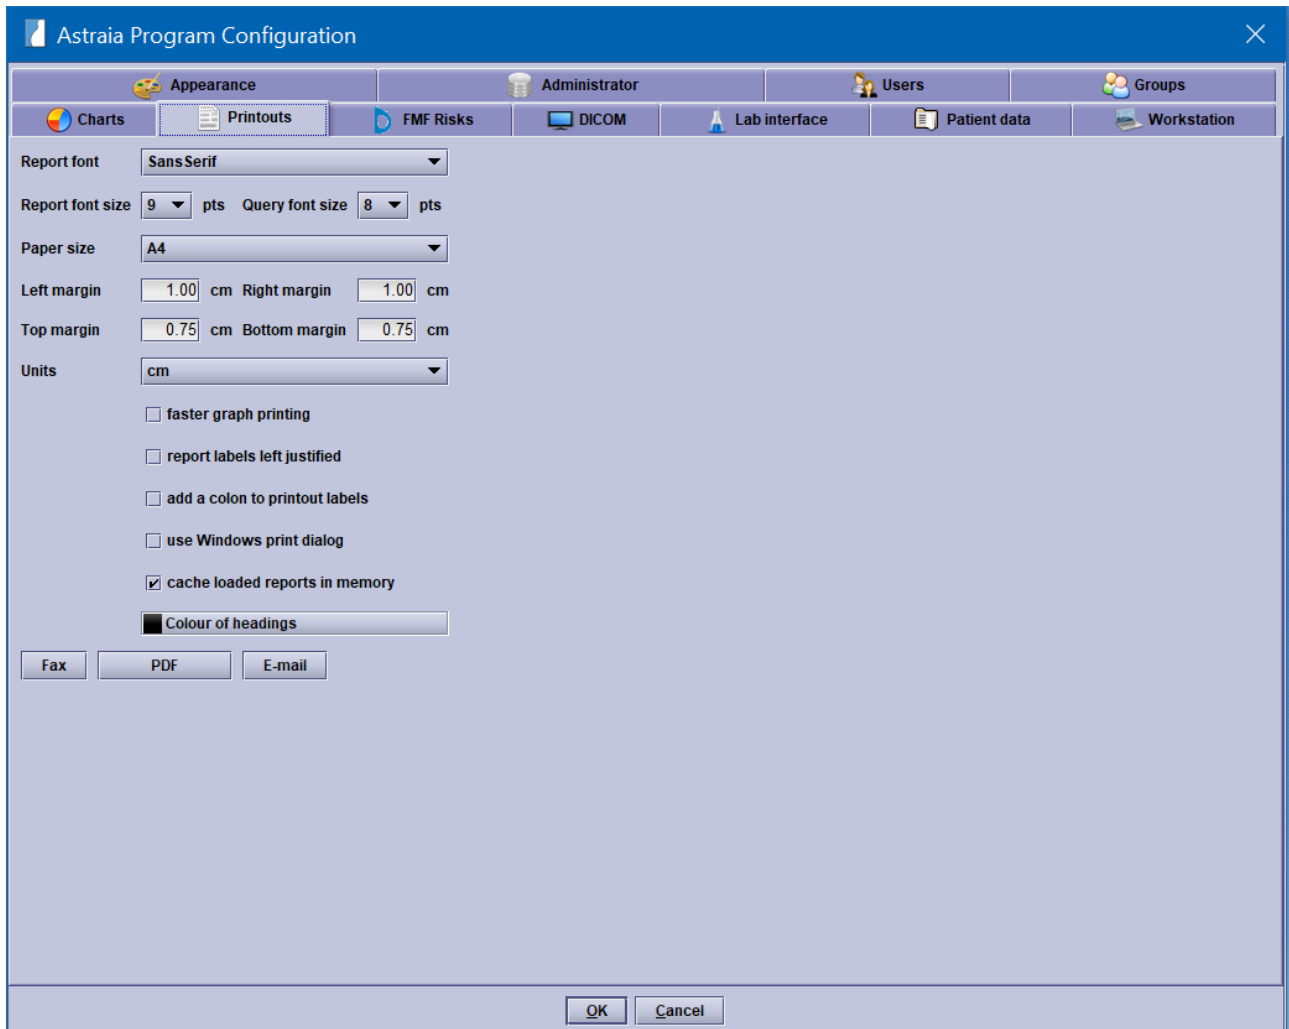 Astraia Program Configuration
Appearance Administrator Users Groups
Charts Printouts FMF Risks DICOM Lab interface Patient data Workstation
Report font SansSerif
Report font size 9 pts Query font size 8 pts
Paper size A4
Left margin 1.00 cm Right margin 1.00 cm
Top margin 0.75 cm Bottom margin 0.75 cm
Units cm
faster graph printing
report labels left justified
add a colon to printout labels
use Windows print dialog
cache loaded reports in memory
Colour of headings
Fax PDF E-mail
OK Cancel